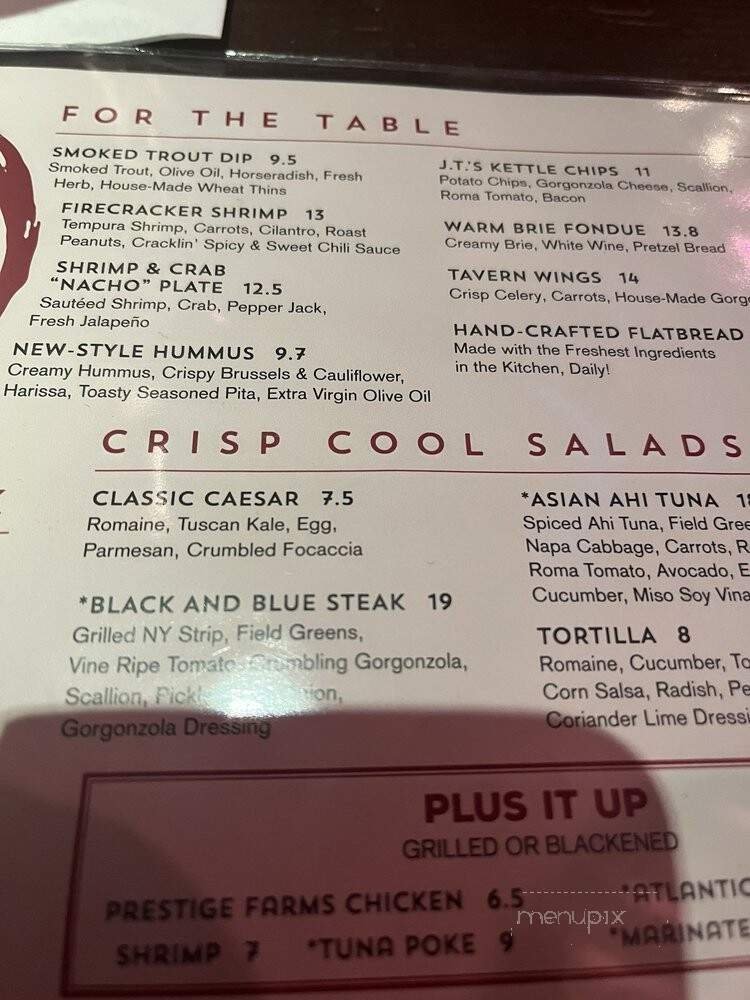 FOR THE TABLE
SMOKED TROUT DIP 9.5
Smoked Trout, Olive Oil, Horseradish, Fresh
Herb, House-Made Wheat Thins
FIRECRACKER SHRIMP 13
Tempura Shrimp, Carrots, Cilantro, Roast
Peanuts, Cracklin' Spicy & Sweet Chili Sauce
SHRIMP & CRAB
"NACHO" PLATE 12.5
Sautéed Shrimp, Crab, Pepper Jack,
Fresh Jalapeño
NEW-STYLE HUMMUS 9.7
Creamy Hummus, Crispy Brussels & Cauliflower,
Harissa, Toasty Seasoned Pita, Extra Virgin Olive Oil
J.T.'S KETTLE CHIPS 11
Potato Chips, Gorgonzola Cheese, Scallion,
Roma Tomato, Bacon
WARM BRIE FONDUE 13.8
Creamy Brie, White Wine, Pretzel Bread
TAVERN WINGS 14
Crisp Celery, Carrots, House-Made
HAND-CRAFTED FLATBREAD
Made with the Freshest Ingredients
in the Kitchen, Daily!
CRISP COOL SALADS
CLASSIC CAESAR 7.5
Romaine, Tuscan Kale, Egg,
Parmesan, Crumbled Focaccia
*BLACK AND BLUE STEAK 19
Grilled NY Strip, Field Greens,
Vine Ripe Tomato, Crumbling Gorgonzola,
Scallion,
Gorgonzola Dressing
*ASIAN AHI TUNA
Spiced Ahi Tuna, Field
Napa Cabbage, Carrots,
Roma Tomato, Avocado,
Cucumber, Miso Soy
TORTILLA 8
Romaine, Cucumber,
Corn Salsa, Radish,
Coriander Lime
PLUS IT UP
GRILLED OR BLACKENED
PRESTIGE FARMS CHICKEN 6.5
SHRIMP 7 *TUNA POKE 9
*ATLANTIC
menupix